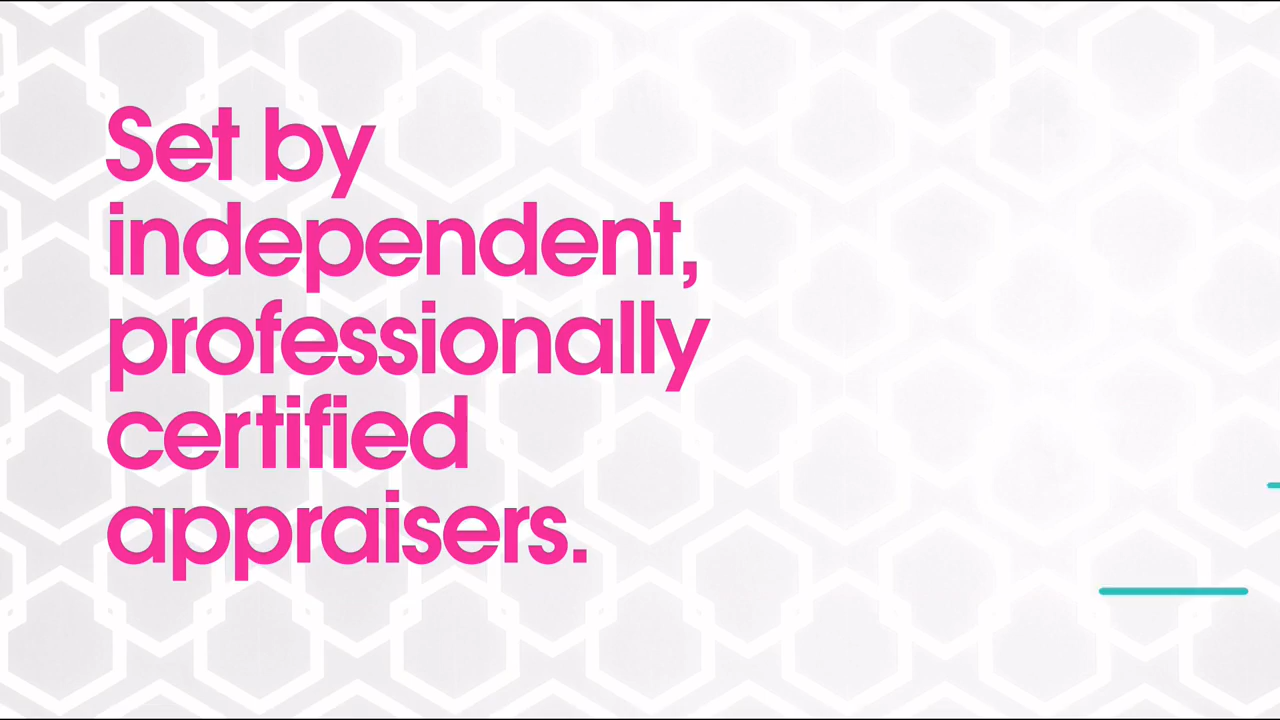 Set by
independent,
professionally
certified
appraisers.